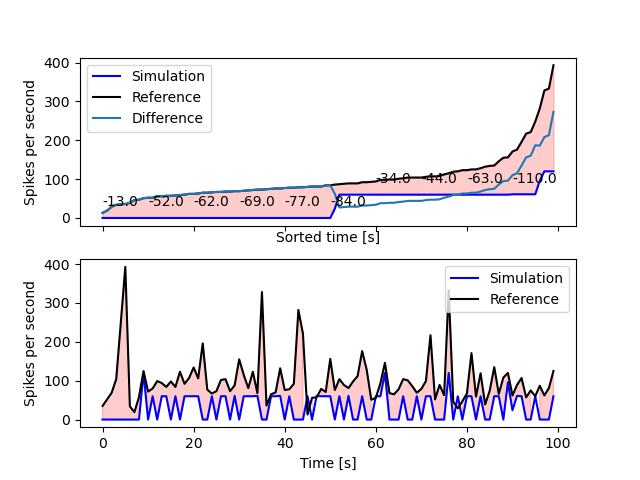 Spikes per second
400
300
200
100
0
Simulation
Reference
Difference
-13.0 -52.0 -62.0 -69.0 -77.0 -84.0 -34.0 -44.0 -63.0 -110.0
Sorted time [s]
Spikes per second
400
300
200
100
0
Simulation
Reference
0 20 40 60 80 100
Time [s]